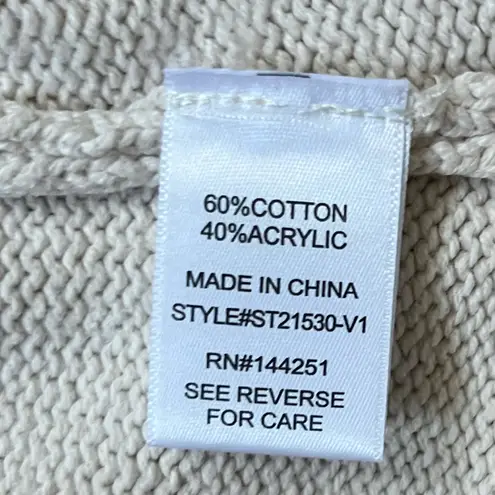 60%COTTON
40%ACRYLIC
MADE IN CHINA
STYLE#ST21530-V1
RN#144251
SEE REVERSE
FOR CARE